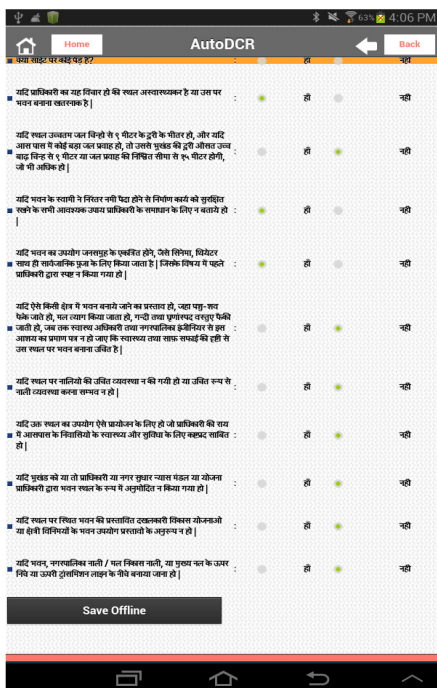 63% 4:06 PM
Home AutoDCR Back
क्या साइट पर कोई पेड़ है? : हाँ नही
यदि प्राधिकारी का यह विचार हो की स्थल अस्वास्थ्यकर है या उस पर : हाँ नही
भवन बनाना खतरनाक है |
यदि स्थल उच्चतम जल चिन्हो से ९ मीटर के दूरी के भीतर हो, और यदि
आस पास में कोई बड़ा जल प्रवाह हो, तो उससे भूखंड की दूरी औसत उच्च : हाँ नही
बाढ़ चिन्ह से ९ मीटर या जल प्रवाह की निश्चित सीमा से १५ मीटर होगी,
जो भी अधिक हो |
यदि भवन के स्वामी ने निरंतर नमी पैदा होने से निर्माण कार्य को सुरक्षित
रखने के सभी आवश्यक उपाय प्राधिकारी के समाधान के लिए न बताये हो : हाँ नही
|
यदि भवन का उपयोग जनसमूह के एकत्रित होने, जैसे सिनेमा, थियेटर
साथ ही सार्वजनिक पूजा के लिए किया जाता है | जिसके विषय में पहले : हाँ नही
प्राधिकारी द्वारा स्पष्ट न किया गया हो |
यदि ऐसे किसी क्षेत्र में भवन बनाये जाने का प्रस्ताव हो, जहा पशु-शव
फेके जाते हो, मल त्याग किया जाता हो, गन्दी तथा घृणास्पद वस्तुए फैकी
जाती हो, जब तक स्वास्थ अधिकारी तथा नगरपालिका इंजीनियर से इस : हाँ नही
आशय का प्रमाण पत्र न हो जाए कि स्वास्थ्य तथा साफ़ सफाई की दृष्टि से
उस स्थल पर भवन बनाना उचित है |
यदि स्थल पर नालियों की उचित व्यवस्था न की गयी हो या उचित रूप से : हाँ नही
नाली व्यवस्था करना सम्भव न हो |
यदि उक्त स्थल का उपयोग ऐसे प्रायोजन के लिए हो जो प्राधिकारी की राय
में आसपास के निवासियो के स्वास्थ्य और सुविधा के लिए कष्टप्रद साबित : हाँ नही
हो |
यदि भूखंड को या तो प्राधिकारी या नगर सुधार न्यास मंडल या योजना : हाँ नही
प्राधिकारी द्वारा भवन स्थल के रूप में अनुमोदित न किया गया हो |
यदि स्थल पर स्थित भवन की प्रस्तावित दखलकारी विकास योजनाओ : हाँ नही
या क्षेत्री विनिमयों के भवन उपयोग प्रस्तावो के अनुरूप न हो |
यदि भवन, नगरपालिका नाली / मल निकास नाली, या मुख्य नल के ऊपर : हाँ नही
निचे या ऊपरी ट्रांसमिशन लाइन के नीचे बनाया जाना हो |
Save Offline